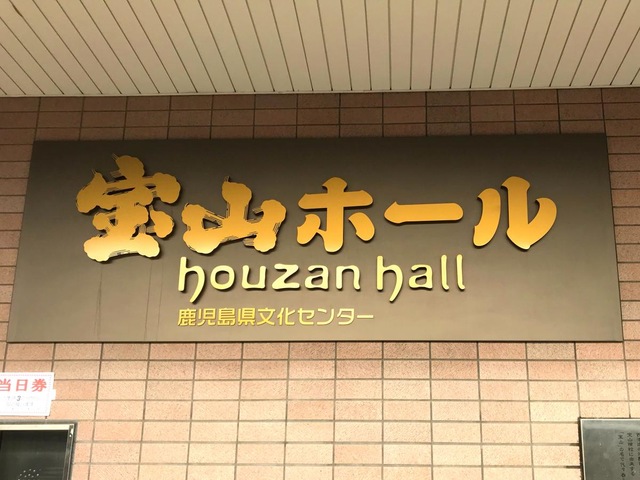 宝山ホール
houzan hall
鹿児島県文化センター
当日券